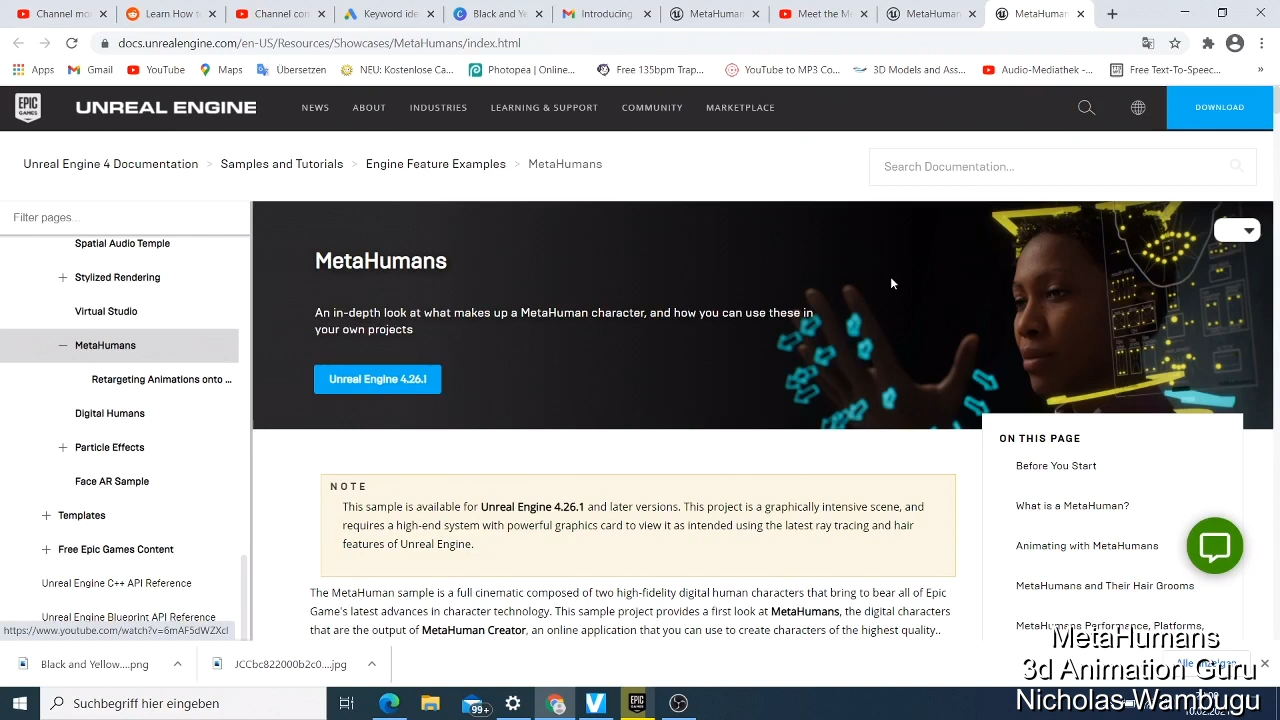 Channel mo
Learn how t
Channel con
Keyword ide
Black and Ye
Introducing
MetaHuman
Meet the M
MetaHuman
MetaHuman
docs.unrealengine.com/en-US/Resources/Showcases/MetaHumans/index.html
Apps
Gmail
YouTube
Maps
Übersetzen
NEU: Kostenlose Ca...
Photopea | Online...
Free 135bpm Trap...
YouTube to MP3 Co...
3D Models and Ass...
Audio-Mediathek -...
Free Text-To-Speec...
»
EPIC GAMES
UNREAL ENGINE
NEWS
ABOUT
INDUSTRIES
LEARNING & SUPPORT
COMMUNITY
MARKETPLACE
DOWNLOAD
Unreal Engine 4 Documentation > Samples and Tutorials > Engine Feature Examples > MetaHumans
Search Documentation...
Filter pages...
Spatial Audio Temple
Stylized Rendering
Virtual Studio
MetaHumans
Retargeting Animations onto ...
Digital Humans
Particle Effects
Face AR Sample
Templates
Free Epic Games Content
Unreal Engine C++ API Reference
Unreal Engine Blueprint API Reference
https://www.youtube.com/watch?v=6mAF5dWZXcI
MetaHumans
An in-depth look at what makes up a MetaHuman character, and how you can use these in
your own projects
Unreal Engine 4.26.1
NOTE
This sample is available for Unreal Engine 4.26.1 and later versions. This project is a graphically intensive scene, and
requires a high-end system with powerful graphics card to view it as intended using the latest ray tracing and hair
features of Unreal Engine.
The MetaHuman sample is a full cinematic composed of two high-fidelity digital human characters that bring to bear all of Epic
Game's latest advances in character technology. This sample project provides a first look at MetaHumans, the digital characters
that are the output of MetaHuman Creator, an online application that you can use to create characters of the highest quality..
ON THIS PAGE
Before You Start
What is a MetaHuman?
Animating with MetaHumans
MetaHumans and Their Hair Grooms
MetaHumans Performance, Platforms,
Black and Yellow....png
JCCbc822000b2c0....jpg
Alle anzeigen
MetaHumans
3d Animation Guru
Nicholas Wambugu
Suchbegriff hier eingeben
99+